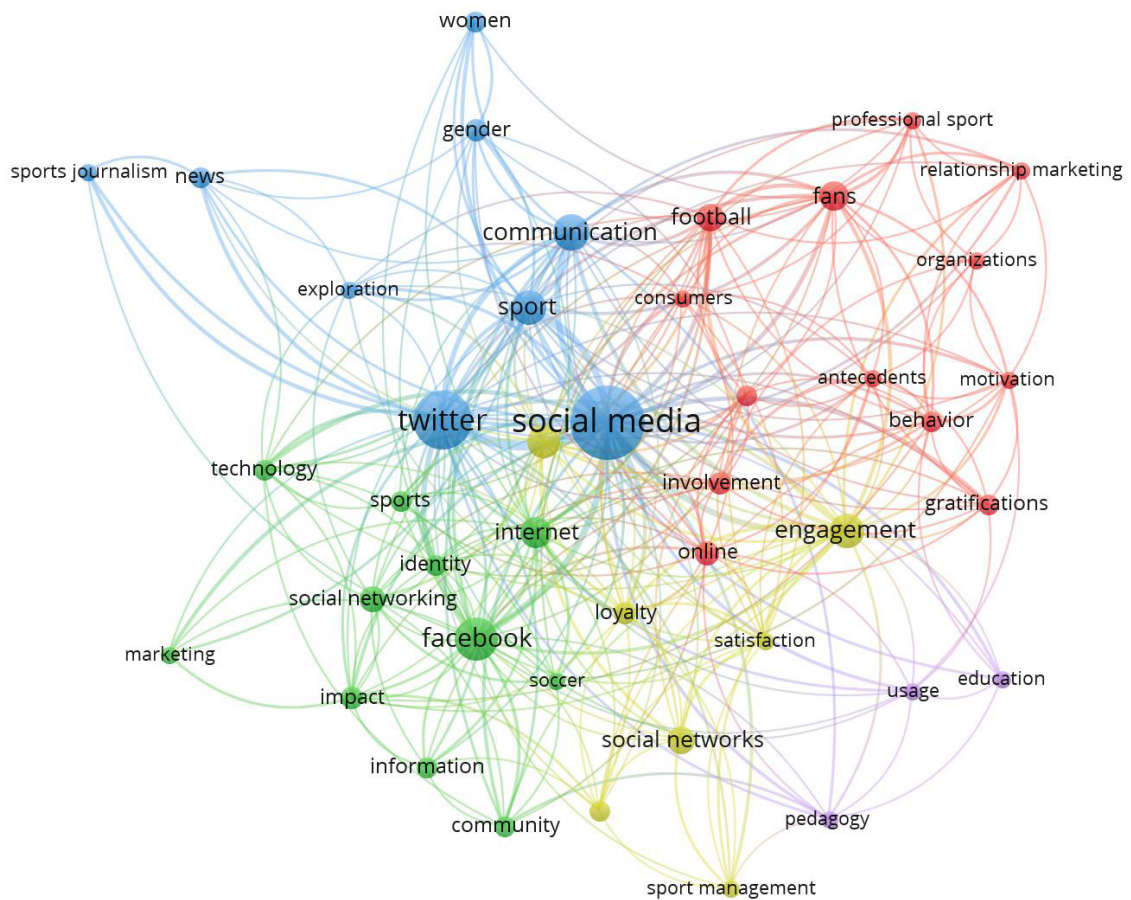 women
professional sport
gender
sports journalism
news
relationship marketing
fans
football
communication
organizations
exploration
consumers
sport
antecedents
motivation
twitter
social media
behavior
technology
involvement
sports
gratifications
internet
engagement
online
identity
social networking
loyalty
facebook
satisfaction
marketing
soccer
education
usage
impact
social networks
information
pedagogy
community
sport management